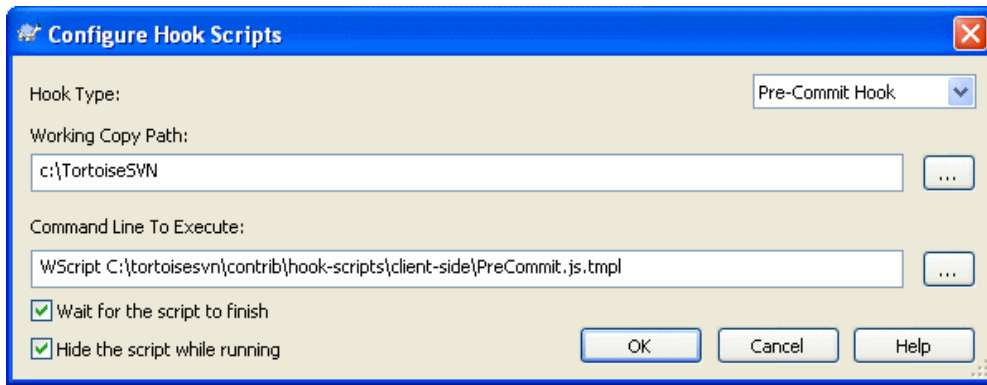 Configure Hook Scripts
Hook Type:
Pre-Commit Hook
Working Copy Path:
c:\TortoiseSVN
...
Command Line To Execute:
WScript C:\tortoisesvn\contrib\hook-scripts\client-side\PreCommit.js.tmpl
...
Wait for the script to finish
Hide the script while running
OK
Cancel
Help